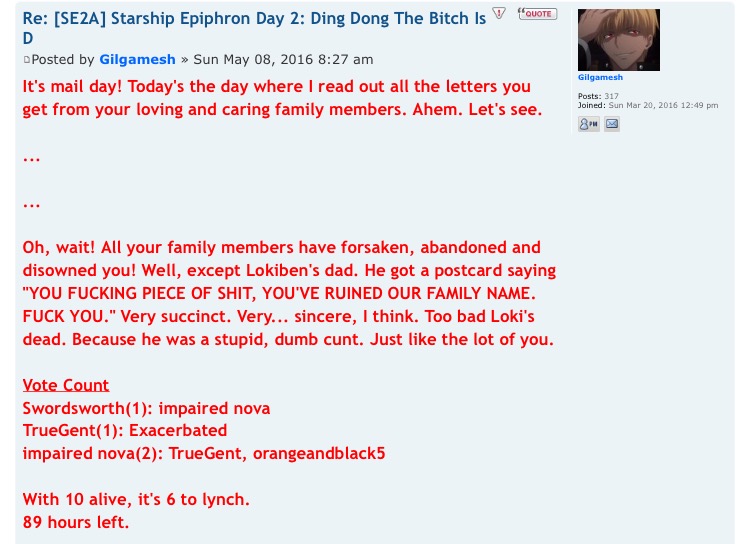 Re: [SE2A] Starship Epiphron Day 2: Ding Dong The Bitch Is
D
QUOTE
Posted by Gilgamesh » Sun May 08, 2016 8:27 am
Gilgamesh
Posts: 317
Joined: Sun Mar 20, 2016 12:49 pm
PM
It's mail day! Today's the day where I read out all the letters you
get from your loving and caring family members. Ahem. Let's see.
...
...
Oh, wait! All your family members have forsaken, abandoned and
disowned you! Well, except Lokiben's dad. He got a postcard saying
"YOU FUCKING PIECE OF SHIT, YOU'VE RUINED OUR FAMILY NAME.
FUCK YOU." Very succinct. Very... sincere, I think. Too bad Loki's
dead. Because he was a stupid, dumb cunt. Just like the lot of you.
Vote Count
Swordsworth(1): impaired nova
TrueGent(1): Exacerbated
impaired nova(2): TrueGent, orangeandblack5
With 10 alive, it's 6 to lynch.
89 hours left.